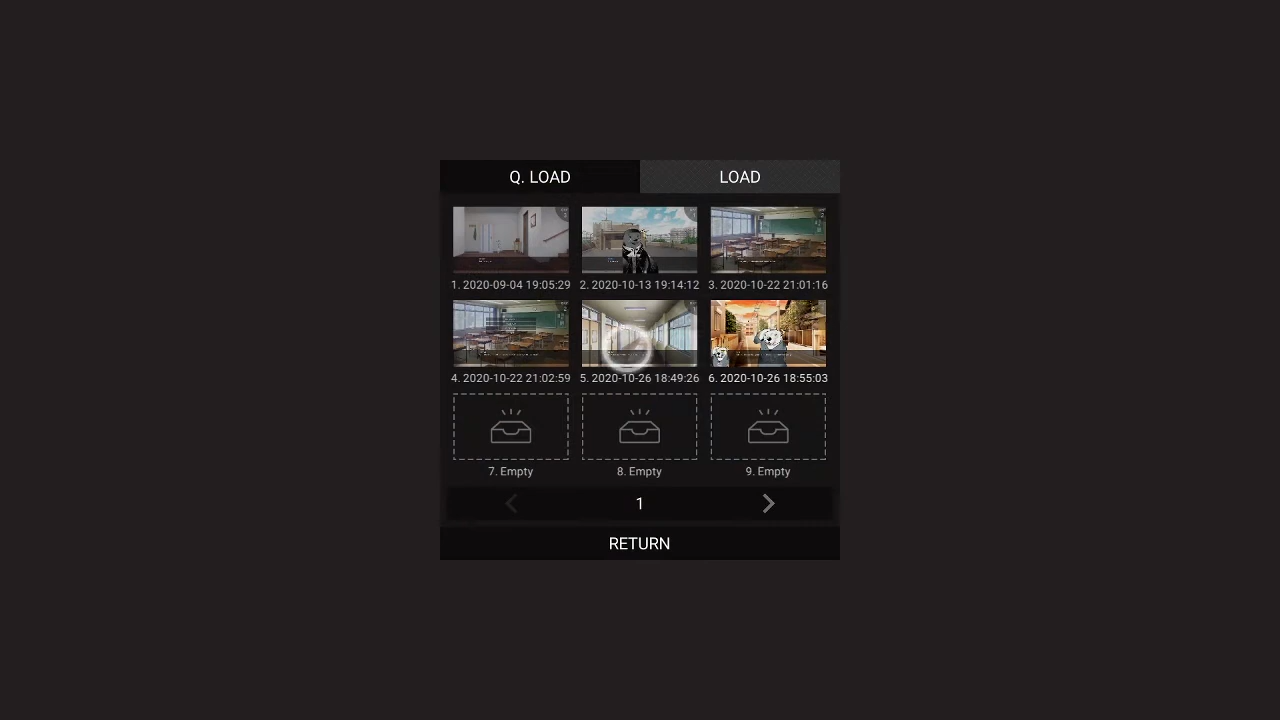 Q. LOAD LOAD
1. 2020-09-04 19:05:29 2. 2020-10-13 19:14:12 3. 2020-10-22 21:01:16
4. 2020-10-22 21:02:59 5. 2020-10-26 18:49:26 6. 2020-10-26 18:55:03
7. Empty 8. Empty 9. Empty
1
RETURN